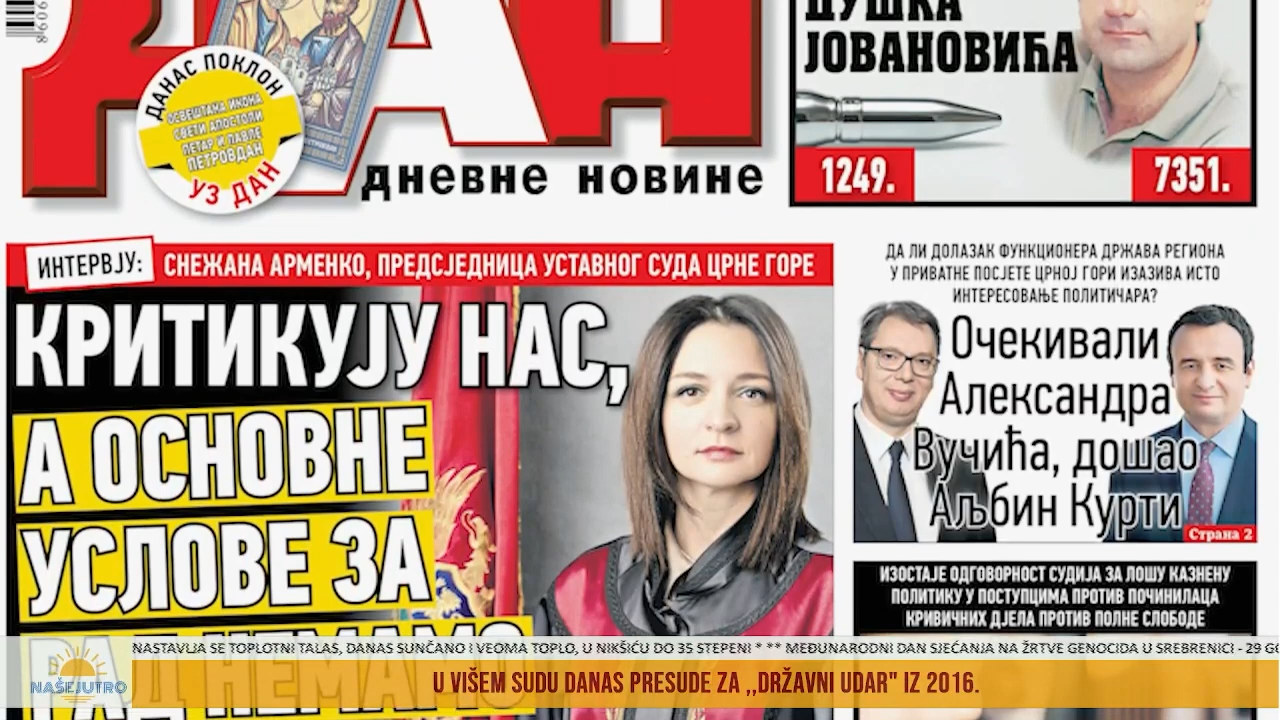 ДАН
дневне новине
ДАНАС ПОКЛОН
ОСВЕШТАНА ИКОНА
СВЕТИ АПОСТОЛИ
ПЕТАР И ПАВЛЕ
ПЕТРОВДАН
УЗ ДАН
ДУШКА
ЈОВАНОВИЋА
1249.
7351.
ИНТЕРВЈУ:
СНЕЖАНА АРМЕНКО, ПРЕДСЈЕДНИЦА УСТАВНОГ СУДА ЦРНЕ ГОРЕ
КРИТИКУЈУ НАС,
А ОСНОВНЕ
УСЛОВЕ ЗА
РАД НЕМАМО
ДА ЛИ ДОЛАЗАК ФУНКЦИОНЕРА ДРЖАВА РЕГИОНА
У ПРИВАТНЕ ПОСЈЕТЕ ЦРНОЈ ГОРИ ИЗАЗИВА ИСТО
ИНТЕРЕСОВАЊЕ ПОЛИТИЧАРА?
Очекивали
Александра
Вучића, дошао
Аљбин Курти
Страна 2
ИЗОСТАЈЕ ОДГОВОРНОСТ СУДИЈА ЗА ЛОШУ КАЗНЕНУ
ПОЛИТИКУ У ПОСТУПЦИМА ПРОТИВ ПОЧИНИЛАЦА
КРИВИЧНИХ ДЈЕЛА ПРОТИВ ПОЛНЕ СЛОБОДЕ
NASTAVLJA SE TOPLOTNI TALAS, DANAS SUNČANO I VEOMA TOPLO, U NIKŠIĆU DO 35 STEPENI * ** MEĐUNARODNI DAN SJEĆANJA NA ŽRTVE GENOCIDA U SREBRENICI - 29 GO
NAŠEJUTRO
U VIŠEM SUDU DANAS PRESUDE ZA ,,DRŽAVNI UDAR" IZ 2016.